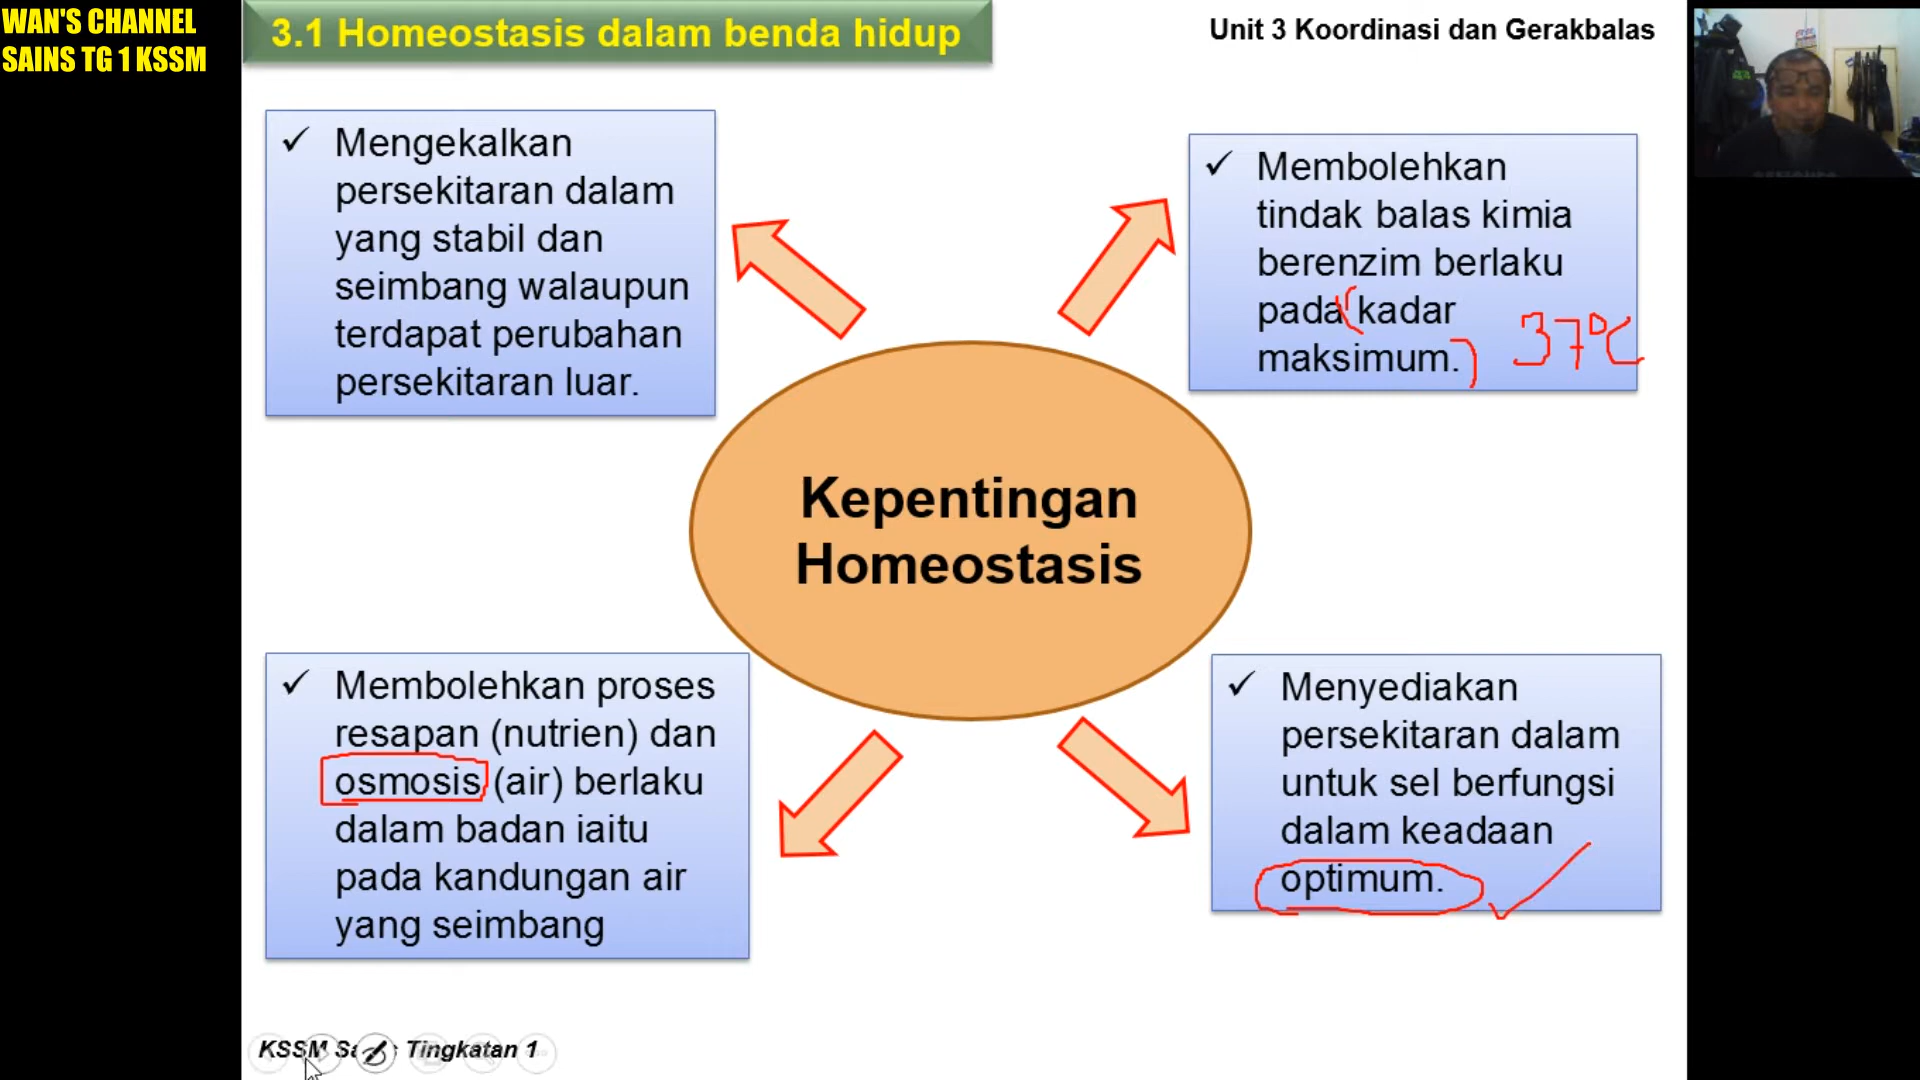 WAN'S CHANNEL
SAINS TG 1 KSSM
3.1 Homeostasis dalam benda hidup
Unit 3 Koordinasi dan Gerakbalas
✓ Mengekalkan
persekitaran dalam
yang stabil dan
seimbang walaupun
terdapat perubahan
persekitaran luar.
✓ Membolehkan
tindak balas kimia
berenzim berlaku
pada (kadar
maksimum.) 37°C
Kepentingan
Homeostasis
✓ Membolehkan proses
resapan (nutrien) dan
osmosis (air) berlaku
dalam badan iaitu
pada kandungan air
yang seimbang
✓ Menyediakan
persekitaran dalam
untuk sel berfungsi
dalam keadaan
optimum.
KSSM Tingkatan 1